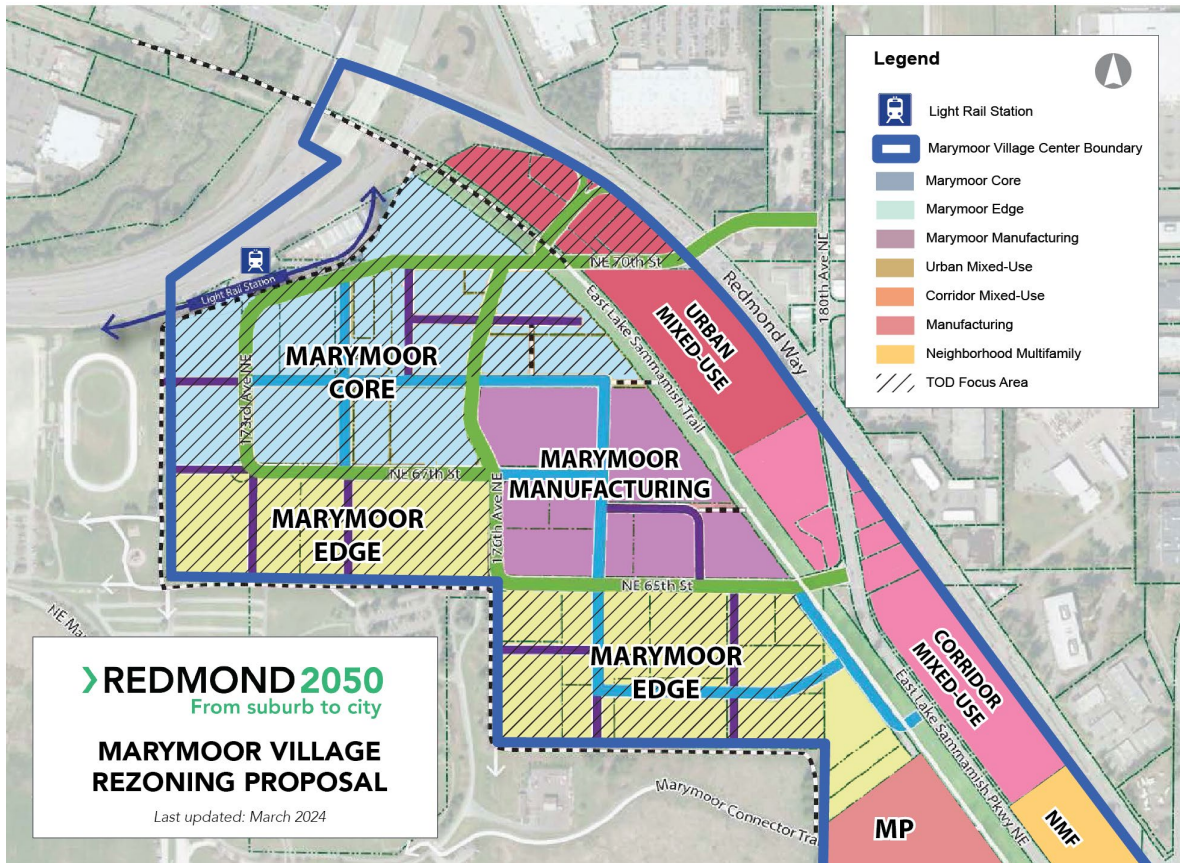 Legend
Light Rail Station
Marymoor Village Center Boundary
Marymoor Core
Marymoor Edge
Marymoor Manufacturing
Urban Mixed-Use
Corridor Mixed-Use
Manufacturing
Neighborhood Multifamily
TOD Focus Area
Light Rail Station
NE 70th St
180th Ave NE
Redmond Way
URBAN
MIXED-USE
East Lake Sammamish Trail
MARYMOOR
CORE
173rd Ave NE
NE 67th St
176th Ave NE
MARYMOOR
MANUFACTURING
MARYMOOR
EDGE
NE 65th St
MARYMOOR
EDGE
CORRIDOR
MIXED-USE
East Lake Sammamish Pkwy NE
NE
Marymoor Connector
MP
NMF
❯REDMOND 2050
From suburb to city
MARYMOOR VILLAGE
REZONING PROPOSAL
Last updated: March 2024